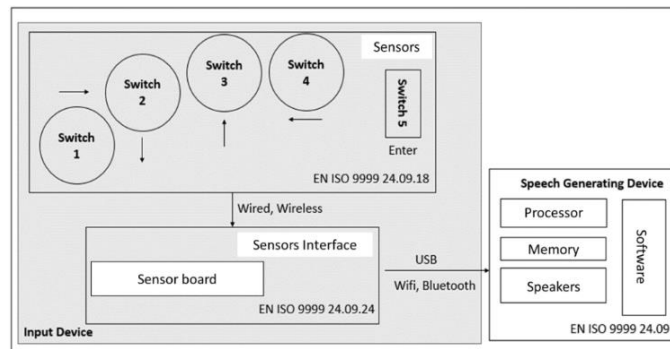 Sensors
Switch
1
Switch
2
Switch
3
Switch
4
Switch 5
Enter
EN ISO 9999 24.09.18
Wired, Wireless
Sensors Interface
Sensor board
EN ISO 9999 24.09.24
Input Device
USB
Wifi, Bluetooth
Speech Generating Device
Processor
Memory
Speakers
Software
EN ISO 9999 24.09